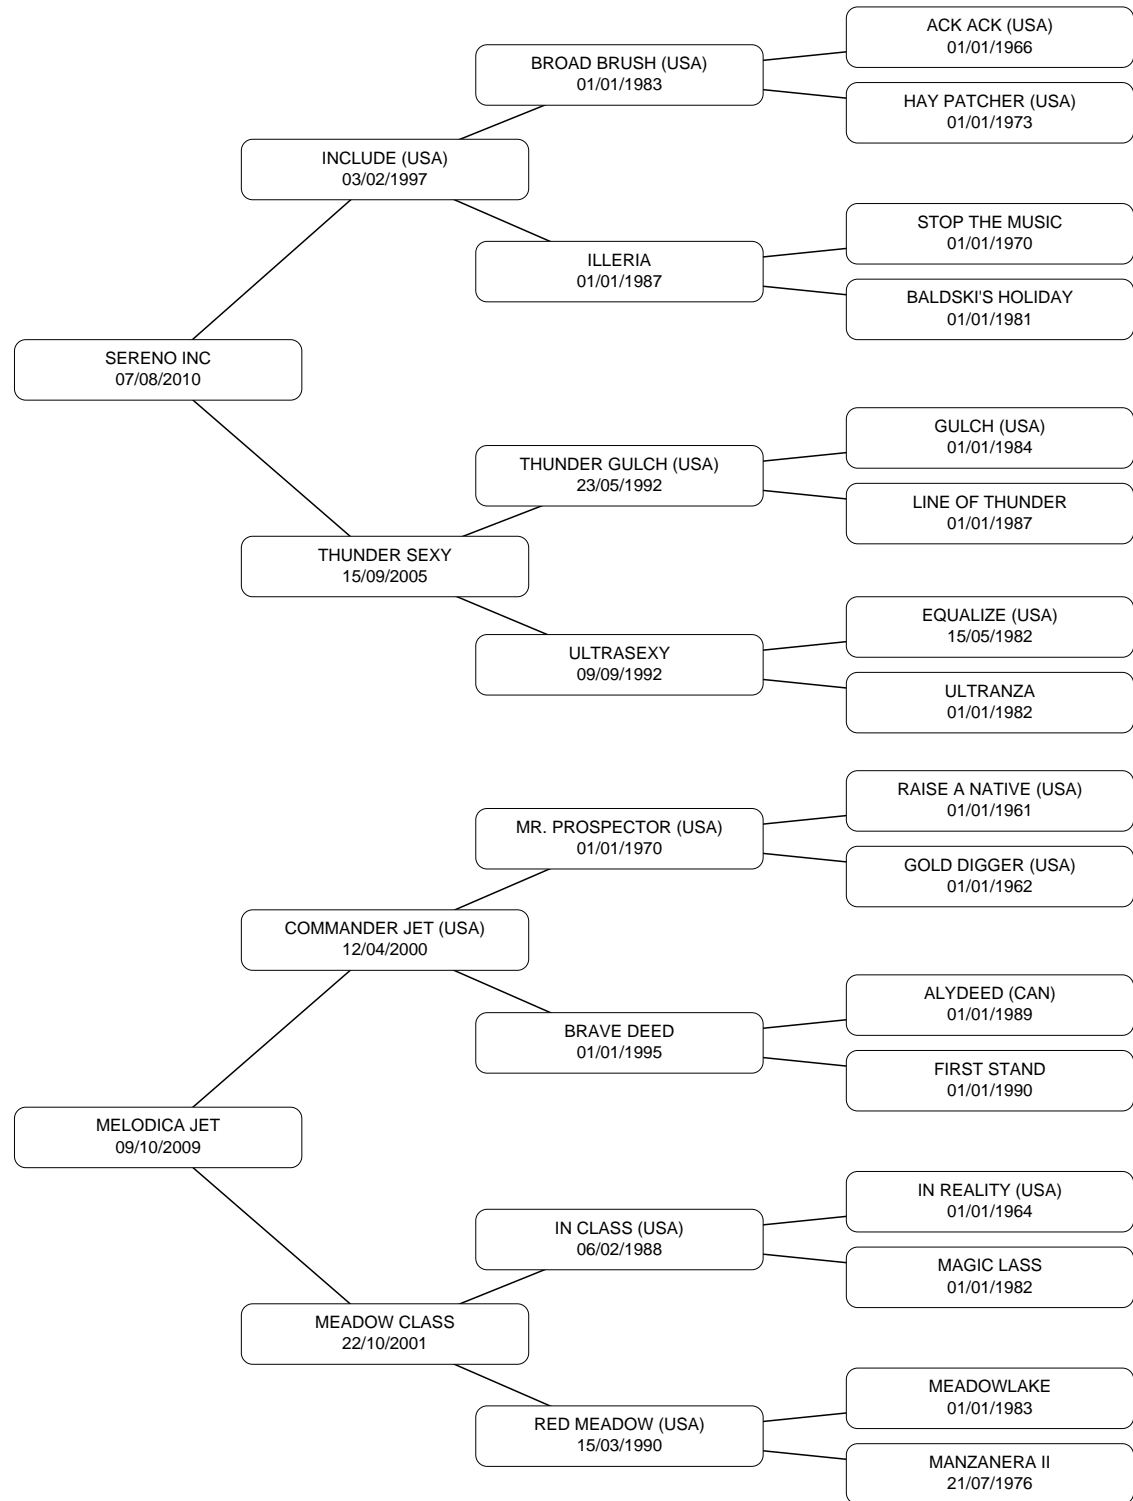 ACK ACK (USA)
01/01/1966
BROAD BRUSH (USA)
01/01/1983
HAY PATCHER (USA)
01/01/1973
INCLUDE (USA)
03/02/1997
STOP THE MUSIC
01/01/1970
ILLERIA
01/01/1987
BALDSKI'S HOLIDAY
01/01/1981
SERENO INC
07/08/2010
GULCH (USA)
01/01/1984
THUNDER GULCH (USA)
23/05/1992
LINE OF THUNDER
01/01/1987
THUNDER SEXY
15/09/2005
EQUALIZE (USA)
15/05/1982
ULTRASEXY
09/09/1992
ULTRANZA
01/01/1982
RAISE A NATIVE (USA)
01/01/1961
MR. PROSPECTOR (USA)
01/01/1970
GOLD DIGGER (USA)
01/01/1962
COMMANDER JET (USA)
12/04/2000
ALYDEED (CAN)
01/01/1989
BRAVE DEED
01/01/1995
FIRST STAND
01/01/1990
MELODICA JET
09/10/2009
IN REALITY (USA)
01/01/1964
IN CLASS (USA)
06/02/1988
MAGIC LASS
01/01/1982
MEADOW CLASS
22/10/2001
MEADOWLAKE
01/01/1983
RED MEADOW (USA)
15/03/1990
MANZANERA II
21/07/1976